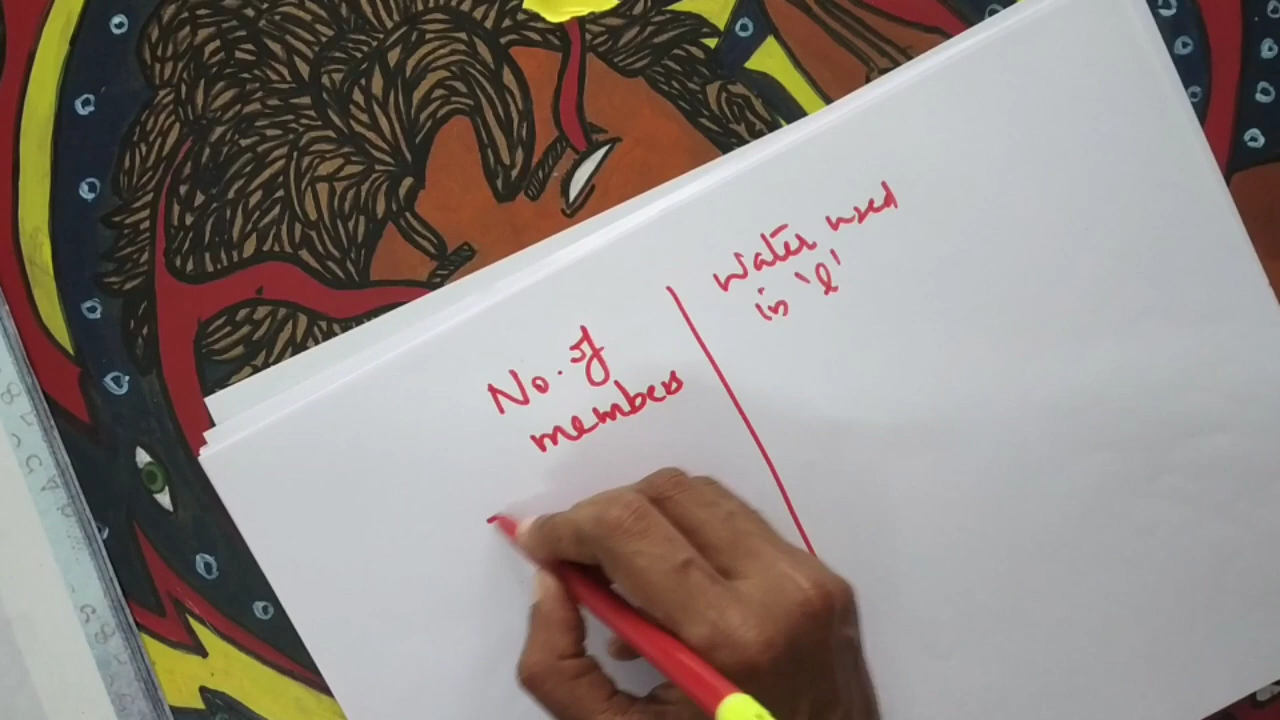 No. of
members
Water used
in 'l'